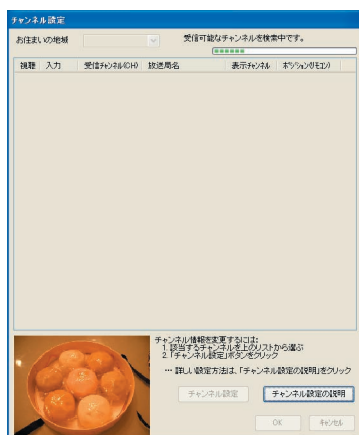 チャンネル設定
お住まいの地域
受信可能なチャンネルを検索中です。
視聴 入力 受信チャンネル(CH) 放送局名 表示チャンネル ポジション(リモコン)
チャンネル情報を変更するには:
1. 該当するチャンネルを上のリストから選ぶ
2. 「チャンネル設定」ボタンをクリック
… 詳しい設定方法は、「チャンネル設定の説明」をクリック
チャンネル設定 チャンネル設定の説明
OK キャンセル